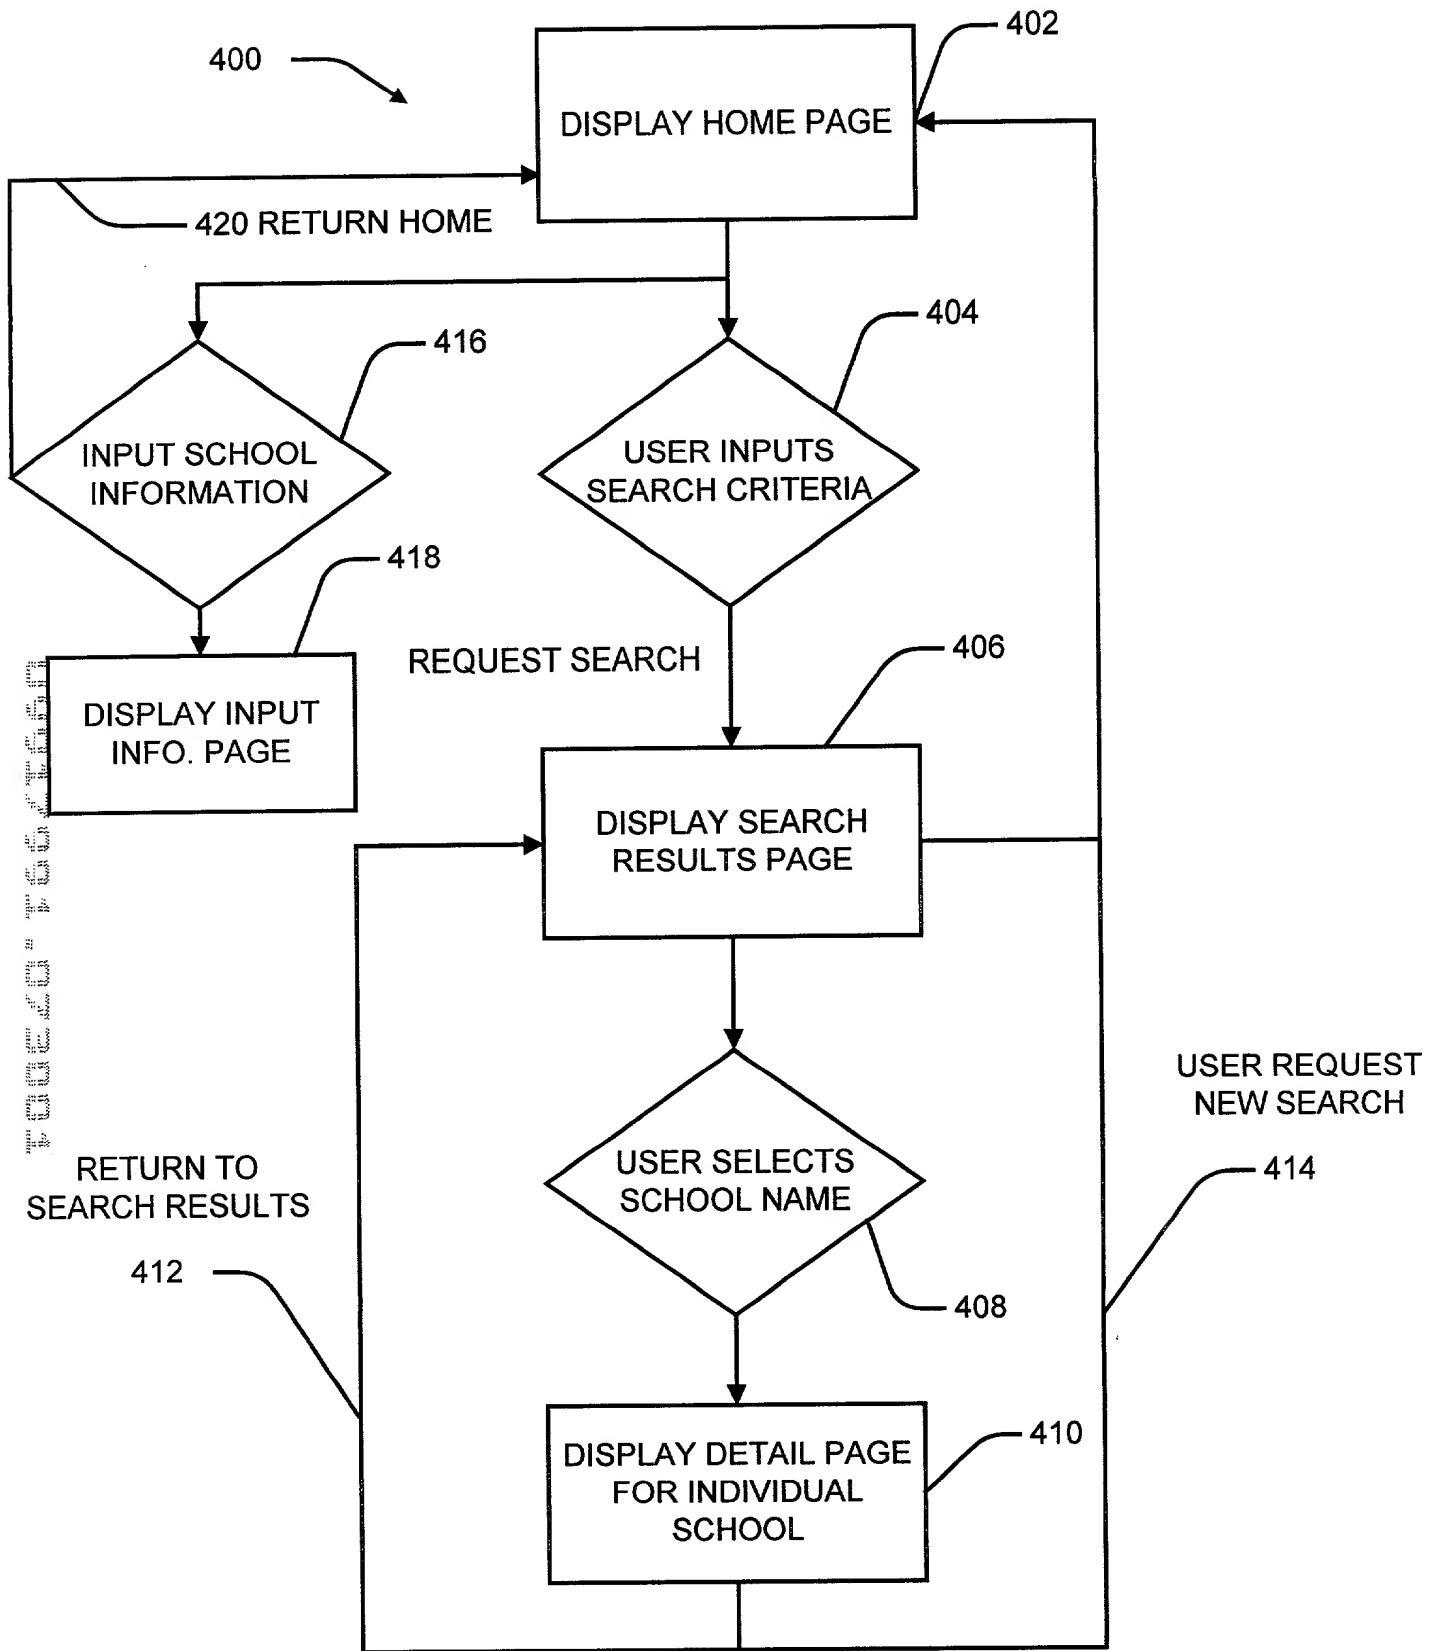 400
402
DISPLAY HOME PAGE
420 RETURN HOME
404
416
INPUT SCHOOL
INFORMATION
USER INPUTS
SEARCH CRITERIA
418
REQUEST SEARCH
406
DISPLAY INPUT
INFO. PAGE
DISPLAY SEARCH
RESULTS PAGE
USER REQUEST
NEW SEARCH
414
RETURN TO
SEARCH RESULTS
412
USER SELECTS
SCHOOL NAME
408
410
DISPLAY DETAIL PAGE
FOR INDIVIDUAL
SCHOOL